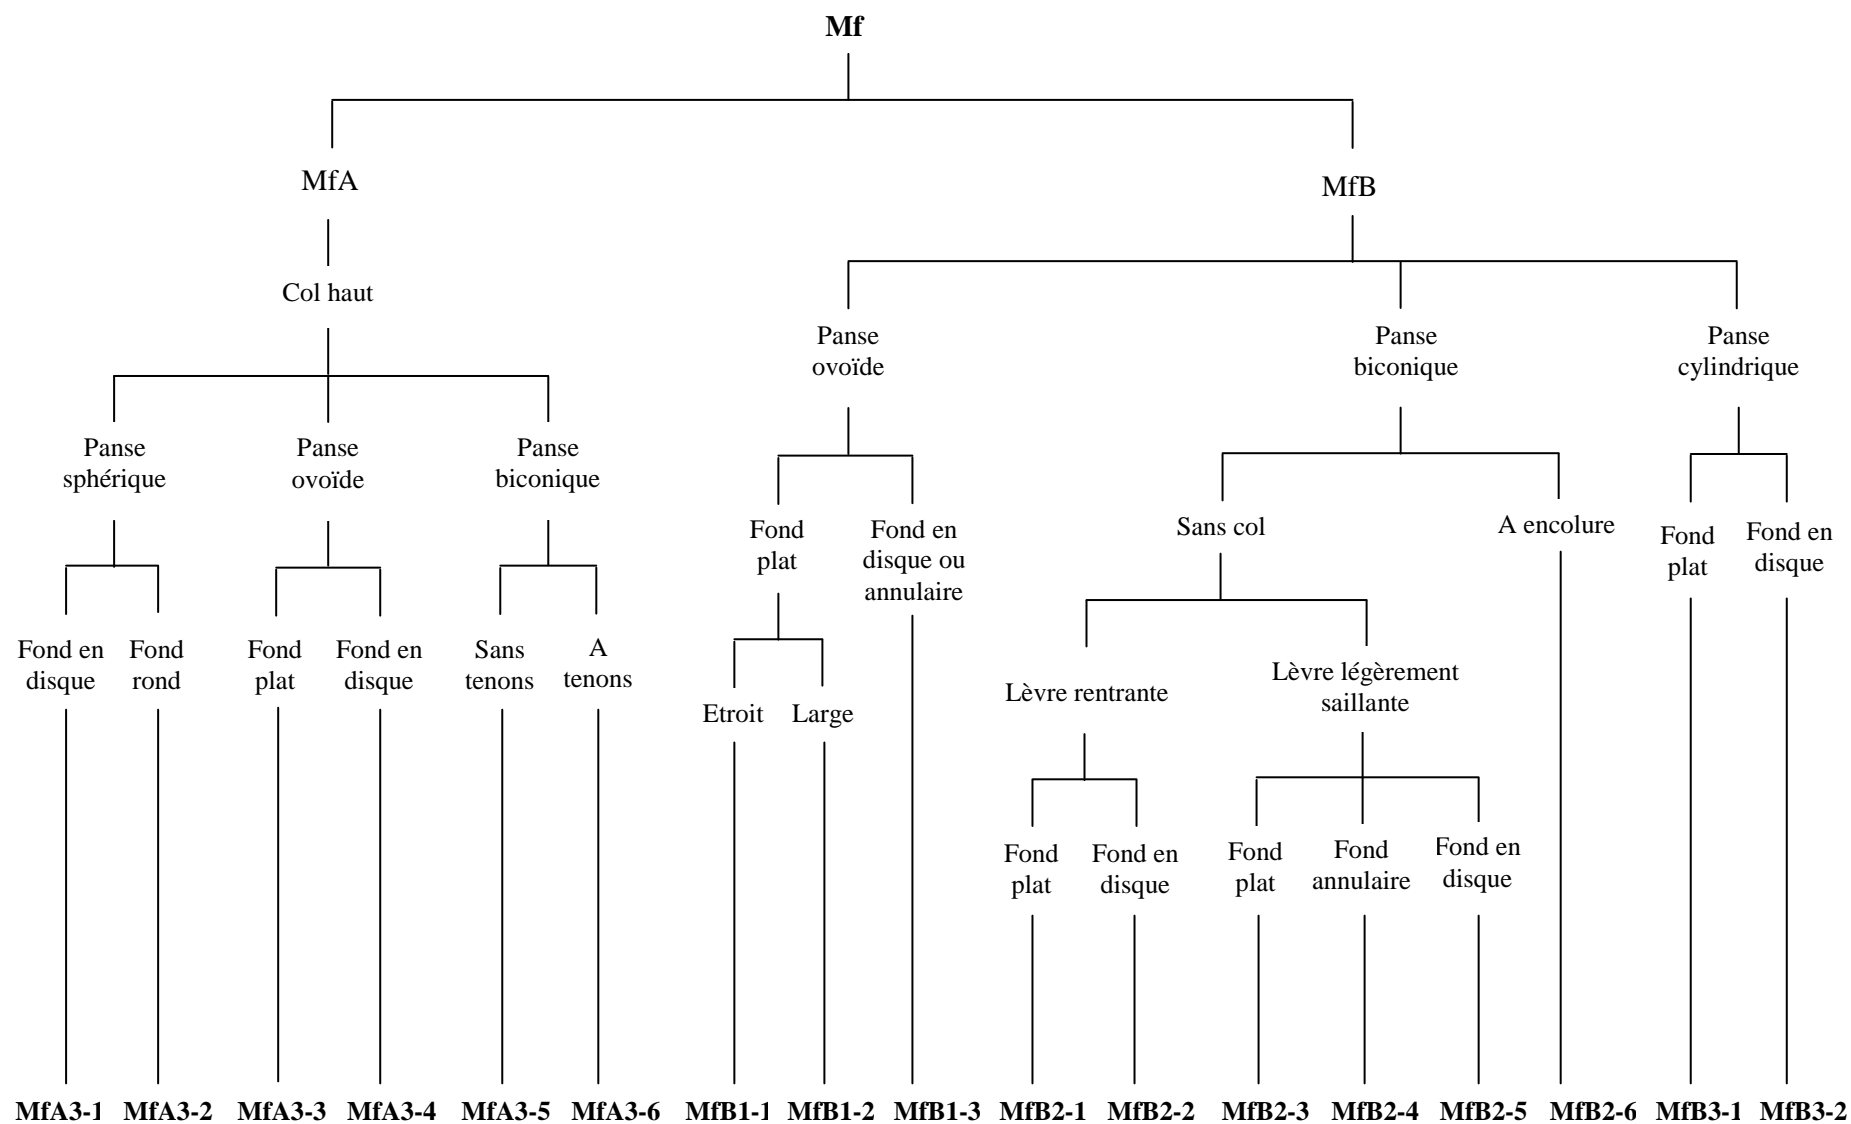 Mf
MfA
MfB
Col haut
Panse
ovoïde
Panse
biconique
Panse
cylindrique
Panse
sphérique
Panse
ovoïde
Panse
biconique
Fond
plat
Fond en
disque ou
annulaire
Sans col
A encolure
Fond
plat
Fond en
disque
Fond en
disque
Fond
rond
Fond
plat
Fond en
disque
Sans
tenons
A
tenons
Etroit
Large
Lèvre rentrante
Lèvre légèrement
saillante
Fond
plat
Fond en
disque
Fond
plat
Fond
annulaire
Fond en
disque
MfA3-1 MfA3-2 MfA3-3 MfA3-4 MfA3-5 MfA3-6 MfB1-1 MfB1-2 MfB1-3 MfB2-1 MfB2-2 MfB2-3 MfB2-4 MfB2-5 MfB2-6 MfB3-1 MfB3-2